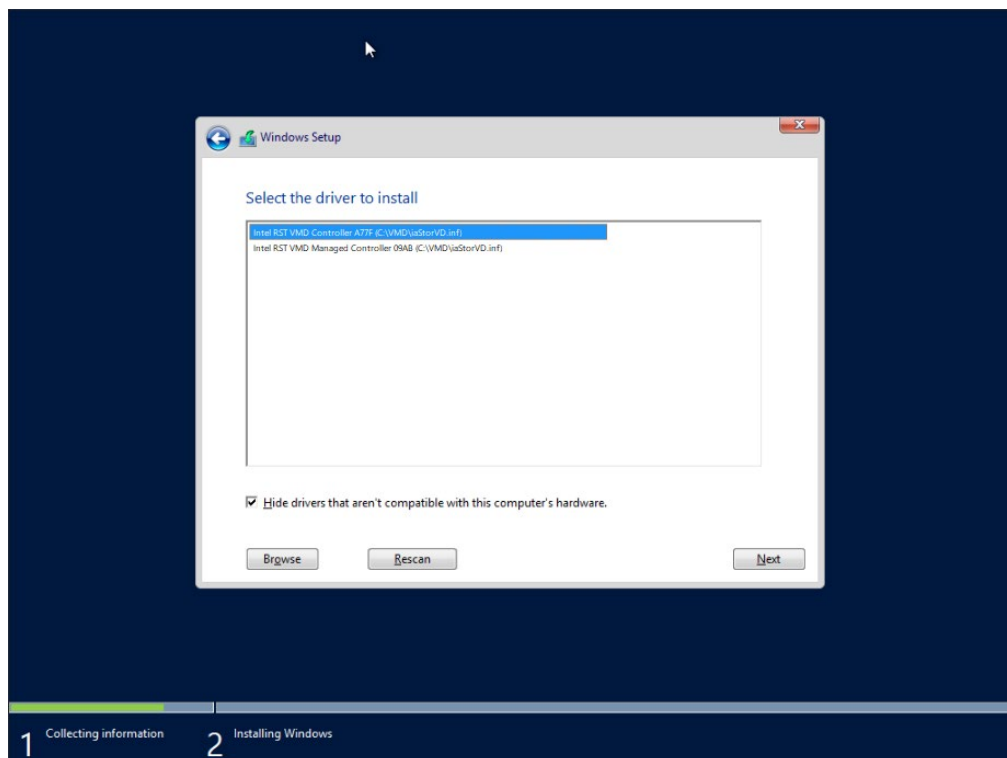 Windows Setup
Select the driver to install
Intel RST VMD Controller A77F (C:\VMD\iaStorVD.inf)
Intel RST VMD Managed Controller 09AB (C:\VMD\iaStorVD.inf)
Hide drivers that aren't compatible with this computer's hardware.
Browse Rescan Next
1 Collecting information 2 Installing Windows